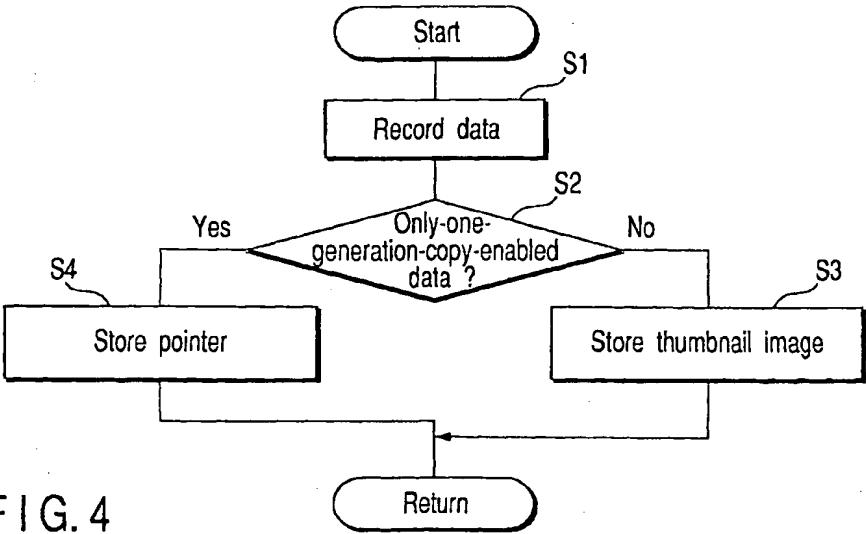 Start
S1
Record data
S2
Yes
Only-one-
generation-copy-enabled
data ?
No
S4
Store pointer
S3
Store thumbnail image
Return
FIG. 4